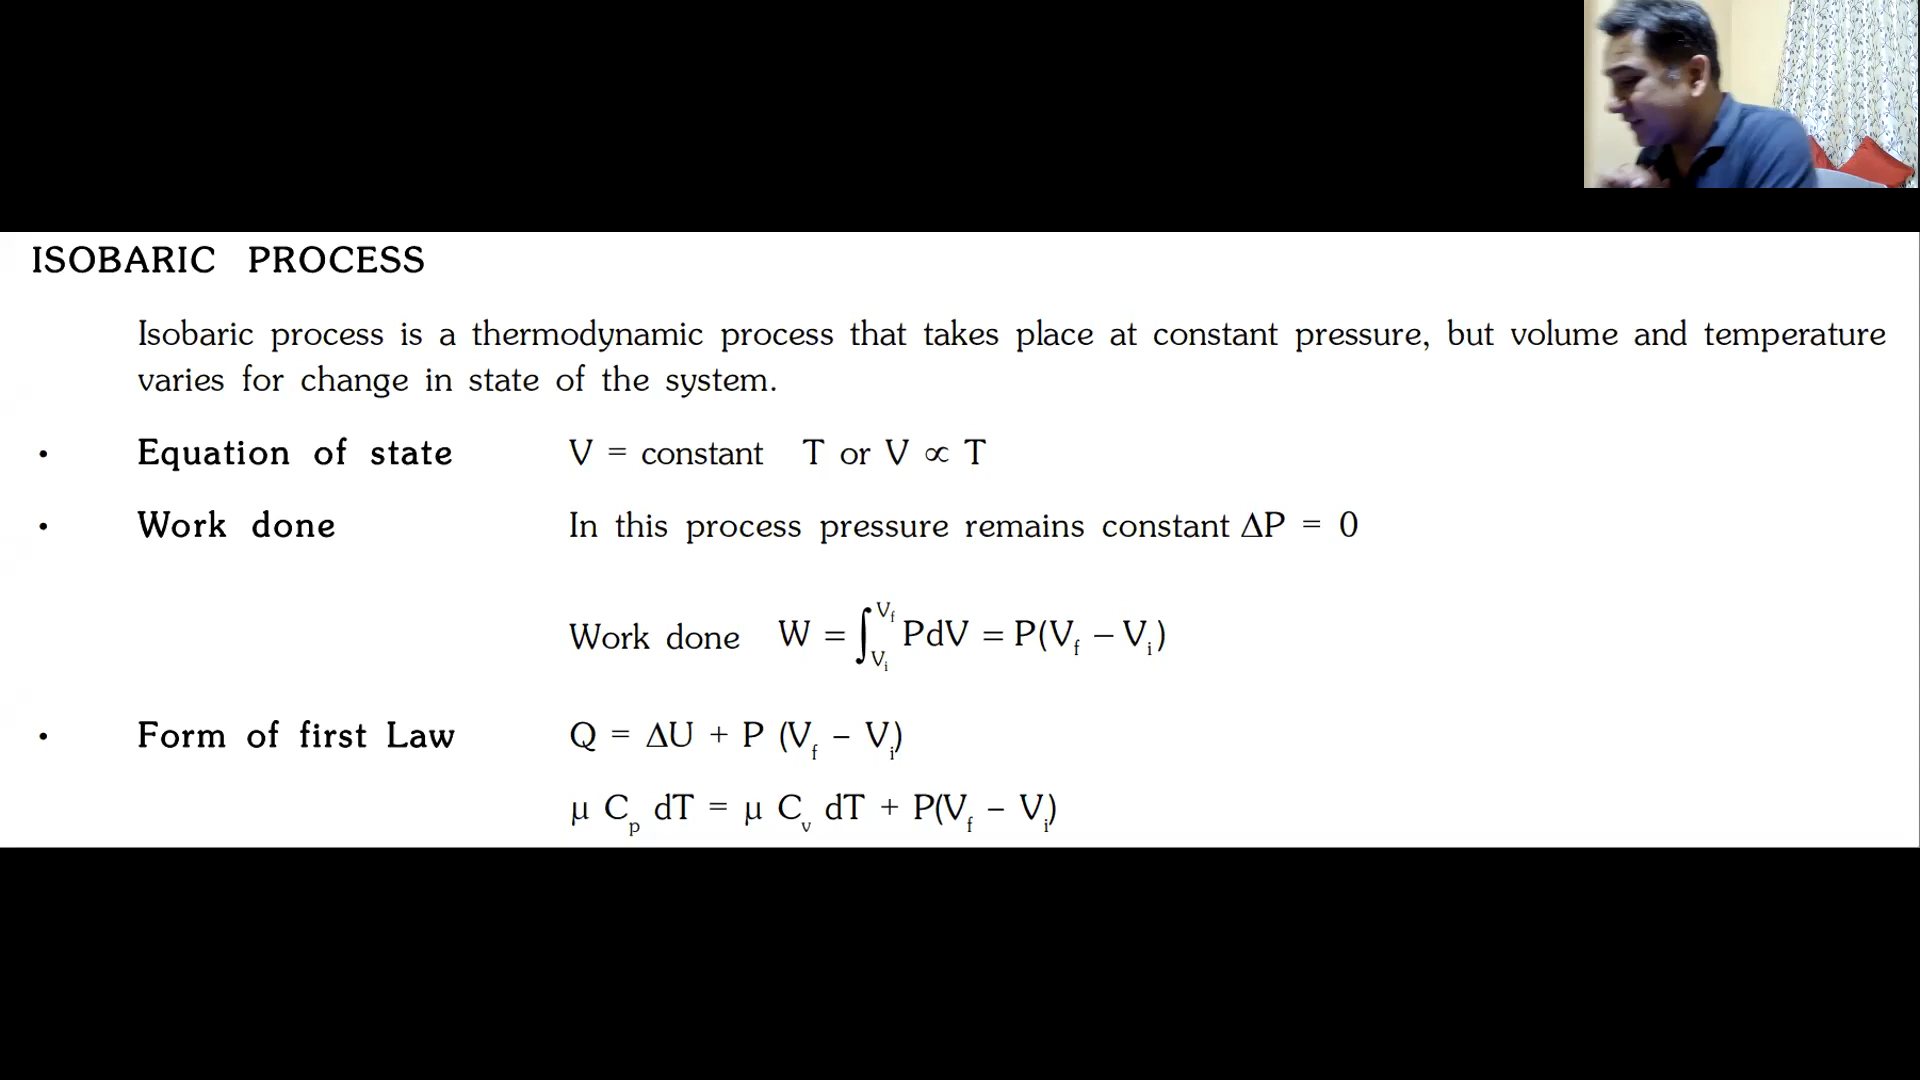 ISOBARIC PROCESS
Isobaric process is a thermodynamic process that takes place at constant pressure, but volume and temperature
varies for change in state of the system.
• Equation of state V = constant T or V ∝ T
• Work done In this process pressure remains constant ΔP = 0
Work done W = ∫_{V_i}^{V_f} PdV = P(V_f − V_i)
• Form of first Law Q = ΔU + P (V_f − V_i)
μ C_p dT = μ C_v dT + P(V_f − V_i)